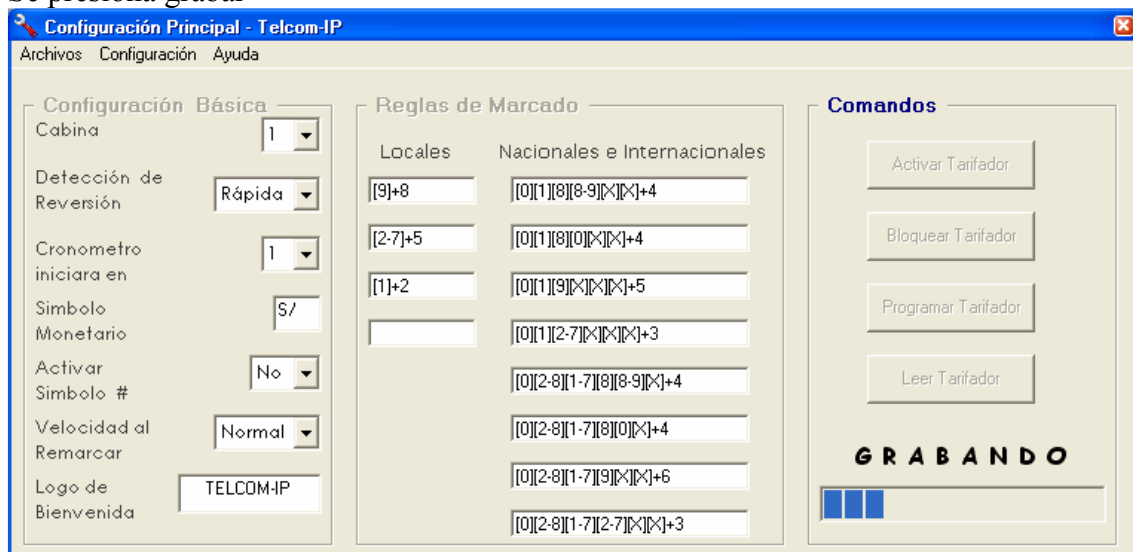 Se presiona grabar
Configuración Principal - Telcom-IP
Archivos Configuración Ayuda
Configuración Básica
Cabina
1
Detección de
Reversión
Rápida
Cronometro
iniciara en
1
Simbolo
Monetario
S/
Activar
Simbolo #
No
Velocidad al
Remarcar
Normal
Logo de
Bienvenida
TELCOM-IP
Reglas de Marcado
Locales
[9]+8
[2-7]+5
[1]+2
Nacionales e Internacionales
[0][1][8][8-9][X][X]+4
[0][1][8][0][X][X]+4
[0][1][9][X][X][X]+5
[0][1][2-7][X][X][X]+3
[0][2-8][1-7][8][8-9][X]+4
[0][2-8][1-7][8][0][X]+4
[0][2-8][1-7][9][X][X]+6
[0][2-8][1-7][2-7][X][X]+3
Comandos
Activar Tarifador
Bloquear Tarifador
Programar Tarifador
Leer Tarifador
GRABANDO